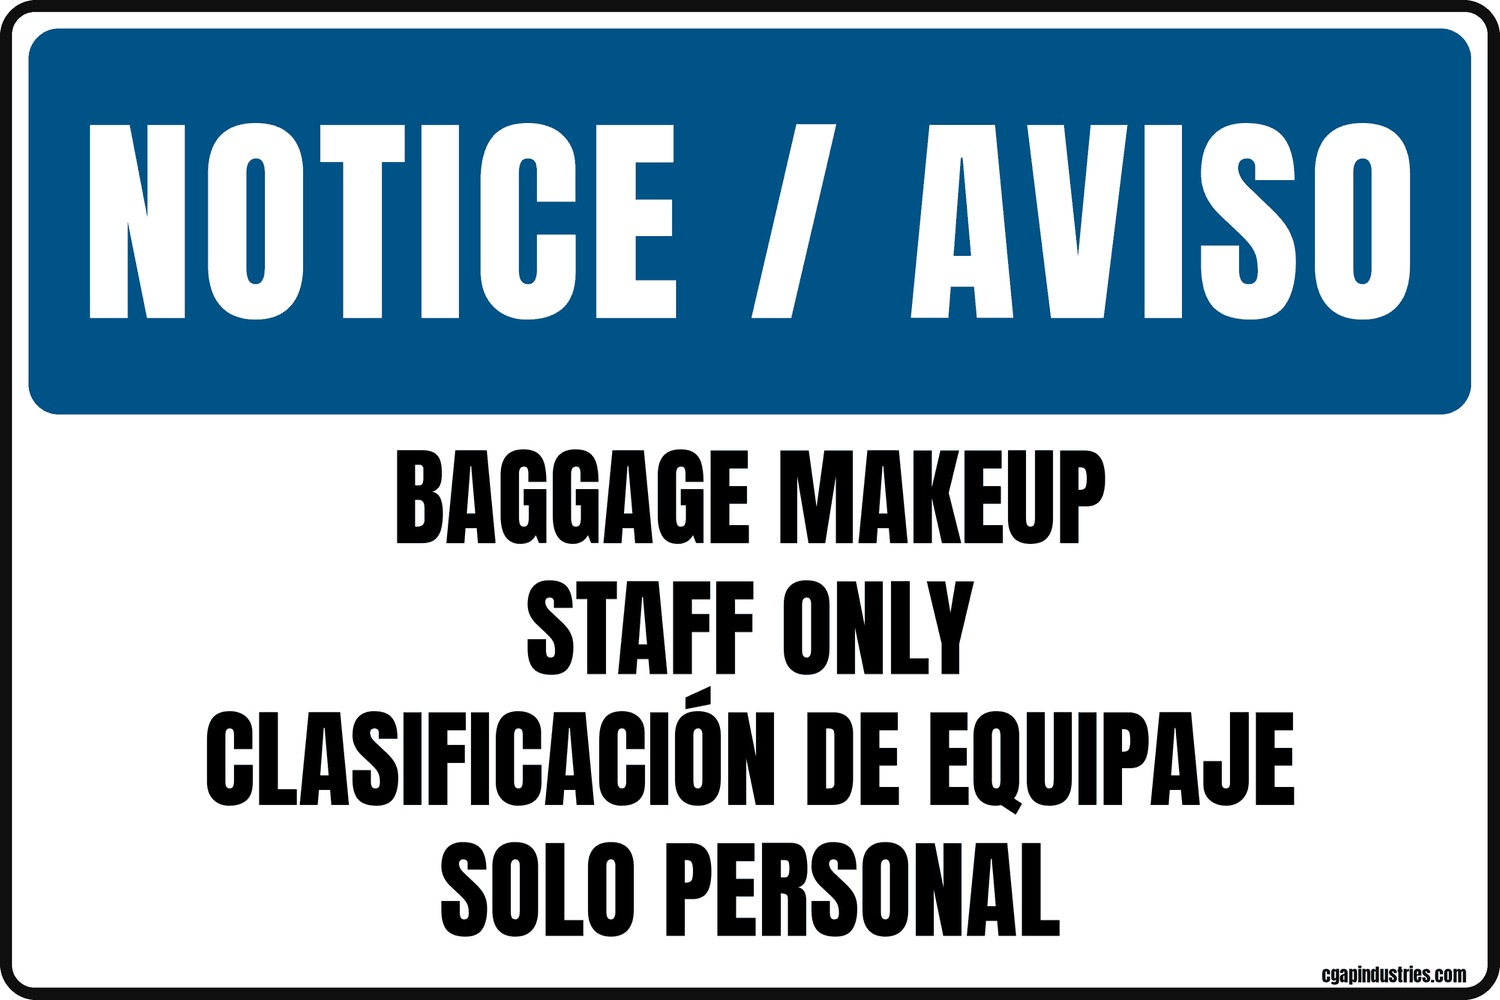 NOTICE / AVISO
BAGGAGE MAKEUP
STAFF ONLY
CLASIFICACIÓN DE EQUIPAJE
SOLO PERSONAL
cgapindustries.com